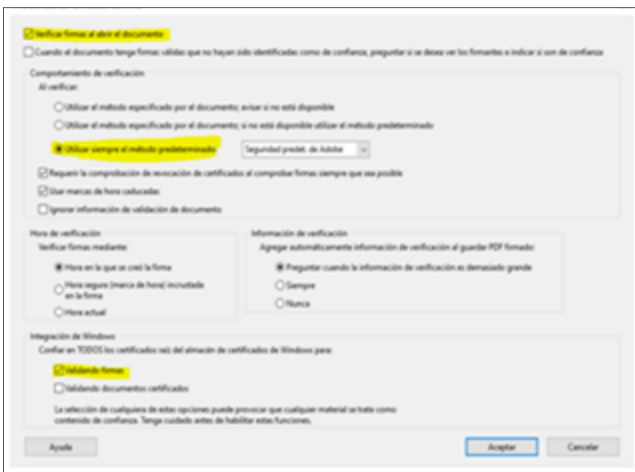 Verificar firmas al abrir el documento
Cuando el documento tenga firmas válidas que no hayan sido identificadas como de confianza, preguntar si se desea ver los firmantes e indicar si son de confianza
Comportamiento de verificación
Al verificar:
Utilizar el método especificado por el documento; avisar si no está disponible
Utilizar el método especificado por el documento; si no está disponible utilizar el método predeterminado
Utilizar siempre el método predeterminado: Seguridad predet. de Adobe
Requerir la comprobación de revocación de certificados al comprobar firmas siempre que sea posible
Usar marcas de hora caducadas
Ignorar información de validación de documento
Hora de verificación
Verificar firmas mediante:
Hora en la que se creó la firma
Hora segura (marca de hora) incrustada
en la firma
Hora actual
Información de verificación
Agregar automáticamente información de verificación al guardar PDF firmado:
Preguntar cuando la información de verificación es demasiado grande
Siempre
Nunca
Integración de Windows
Confiar en TODOS los certificados raíz del almacén de certificados de Windows para:
Validando firmas
Validando documentos certificados
La selección de cualquiera de estas opciones puede provocar que cualquier material se trate como
contenido de confianza. Tenga cuidado antes de habilitar estas funciones.
Ayuda
Aceptar
Cancelar